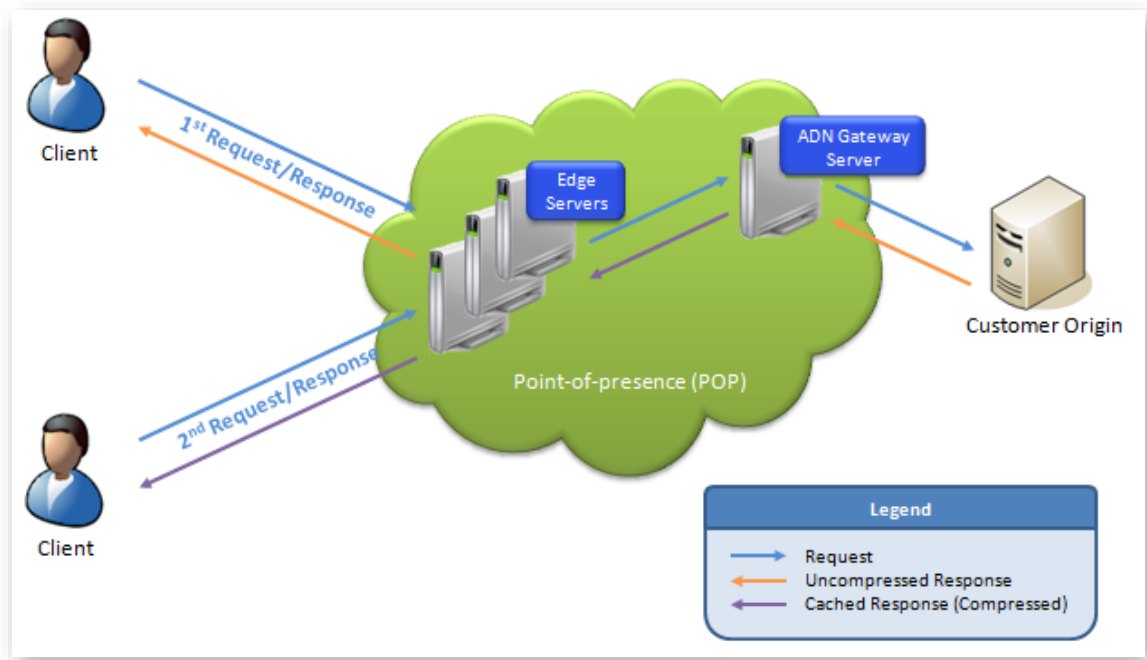 Client
1st Request/Response
Edge
Servers
ADN Gateway
Server
Customer Origin
Point-of-presence (POP)
2nd Request/Response
Client
Legend
Request
Uncompressed Response
Cached Response (Compressed)